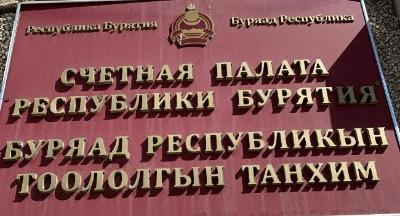 Республика Бурятия
Буряад Республика
СЧЕТНАЯ ПАЛАТА
РЕСПУБЛИКИ БУРЯТИЯ
БУРЯАД РЕСПУБЛИКЫН
ТООЛОЛГЫН ТАНХИМ